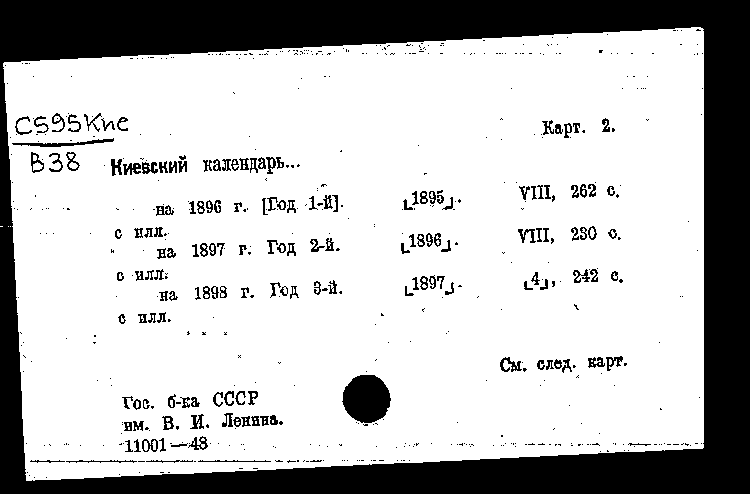 С595Кне
Карт. 2.
В38
Киевский календарь...
на 1896 г. [Год 1-й]. ⌊1895⌋. VIII, 262 с.
с илл.
на 1897 г. Год 2-й. ⌊1896⌋. VIII, 230 с.
с илл.
на 1898 г. Год 3-й. ⌊1897⌋. ⌊4⌋, 242 с.
с илл.
См. след. карт.
Гос. б-ка СССР
им. В. И. Ленина.
11001—48